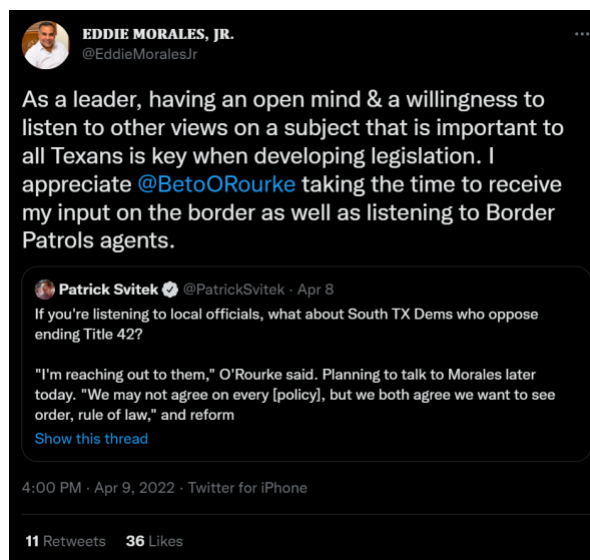 EDDIE MORALES, JR.
@EddieMoralesJr
As a leader, having an open mind & a willingness to
listen to other views on a subject that is important to
all Texans is key when developing legislation. I
appreciate @BetoORourke taking the time to receive
my input on the border as well as listening to Border
Patrols agents.
Patrick Svitek @PatrickSvitek · Apr 8
If you're listening to local officials, what about South TX Dems who oppose
ending Title 42?
"I'm reaching out to them," O'Rourke said. Planning to talk to Morales later
today. "We may not agree on every [policy], but we both agree we want to see
order, rule of law," and reform
Show this thread
4:00 PM · Apr 9, 2022 · Twitter for iPhone
11 Retweets 36 Likes